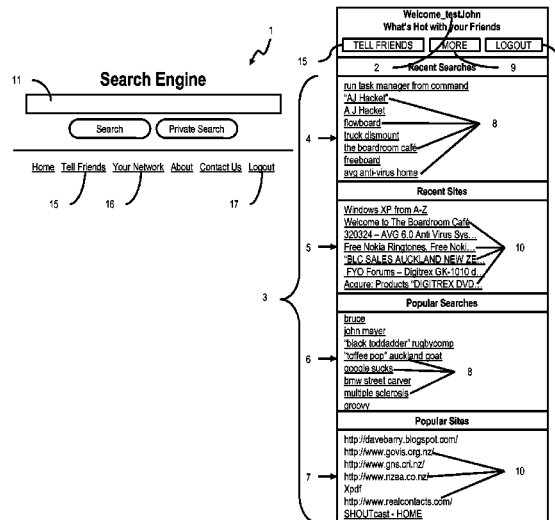 1
11
Search Engine
Search Private Search
Home Tell Friends Your Network About Contact Us Logout
15 16 17
Welcome_testJohn
What's Hot with your Friends
15
TELL FRIENDS MORE LOGOUT
2 9
Recent Searches
3
4
run task manager from command
"AJ Hacket"
A J Hacket
flowboard
truck dismount
the boardroom café
freeboard
avg anti-virus home
8
Recent Sites
5
Windows XP from A-Z
Welcome to The Boardroom Café
320324 – AVG 6.0 Anti Virus Sys...
Free Nokia Ringtones, Free Noki...
"BLC SALES AUCKLAND NEW ZE...
FYO Forums – Digitrex GK-1010 d...
Acqure: Products "DIGITREX DVD...
10
Popular Searches
6
bruce
john mayer
"black toddadder" rugbycomp
"toffee pop" auckland goat
google sucks
bmw street carver
multiple sclerosis
groovy
8
Popular Sites
7
http://davebarry.blogspot.com/
http://www.govis.org.nz/
http://www.gns.cri.nz/
http://www.nzaa.co.nz/
Xpdf
http://www.realcontacts.com/
SHOUTcast - HOME
10